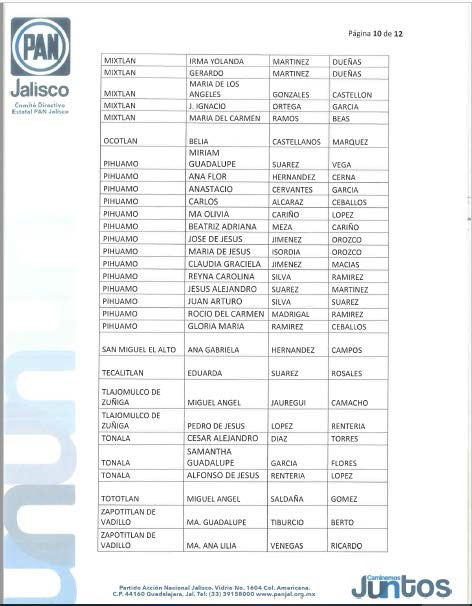 Página 10 de 12
PAN
Jalisco
Comité Directivo
Estatal PAN Jalisco
MIXTLAN IRMA YOLANDA MARTINEZ DUEÑAS
MIXTLAN GERARDO MARTINEZ DUEÑAS
MIXTLAN MARIA DE LOS ANGELES GONZALES CASTELLON
MIXTLAN J. IGNACIO ORTEGA GARCIA
MIXTLAN MARIA DEL CARMEN RAMOS BEAS
OCOTLAN BELIA CASTELLANOS MARQUEZ
PIHUAMO MIRIAM GUADALUPE SUAREZ VEGA
PIHUAMO ANA FLOR HERNANDEZ CERNA
PIHUAMO ANASTACIO CERVANTES GARCIA
PIHUAMO CARLOS ALCARAZ CEBALLOS
PIHUAMO MA OLIVIA CARIÑO LOPEZ
PIHUAMO BEATRIZ ADRIANA MEZA CARIÑO
PIHUAMO JOSE DE JESUS JIMENEZ OROZCO
PIHUAMO MARIA DE JESUS ISORDIA OROZCO
PIHUAMO CLAUDIA GRACIELA JIMENEZ MACIAS
PIHUAMO REYNA CAROLINA SILVA RAMIREZ
PIHUAMO JESUS ALEJANDRO SUAREZ MARTINEZ
PIHUAMO JUAN ARTURO SILVA SUAREZ
PIHUAMO ROCIO DEL CARMEN MADRIGAL RAMIREZ
PIHUAMO GLORIA MARIA RAMIREZ CEBALLOS
SAN MIGUEL EL ALTO ANA GABRIELA HERNANDEZ CAMPOS
TECALITLAN EDUARDA SUAREZ ROSALES
TLAJOMULCO DE ZUÑIGA MIGUEL ANGEL JAUREGUI CAMACHO
TLAJOMULCO DE ZUÑIGA PEDRO DE JESUS LOPEZ RENTERIA
TONALA CESAR ALEJANDRO DIAZ TORRES
TONALA SAMANTHA GUADALUPE GARCIA FLORES
TONALA ALFONSO DE JESUS RENTERIA LOPEZ
TOTOTLAN MIGUEL ANGEL SALDAÑA GOMEZ
ZAPOTITLAN DE VADILLO MA. GUADALUPE TIBURCIO BERTO
ZAPOTITLAN DE VADILLO MA. ANA LILIA VENEGAS RICARDO
Partido Acción Nacional Jalisco. Vidrio No. 1604 Col. Americana.
C.P. 44160 Guadalajara, Jal. Tel: (33) 39158000 www.panjal.org.mx
Caminemos
Juntos